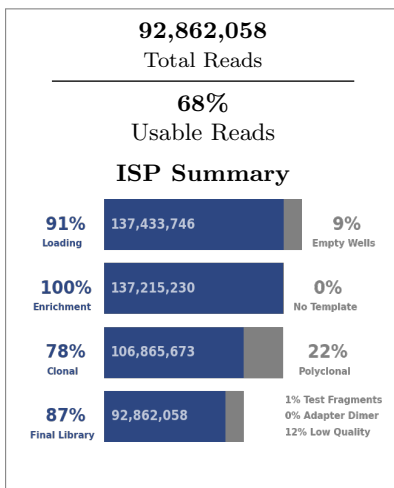 92,862,058
Total Reads
68%
Usable Reads
ISP Summary
91%
Loading
137,433,746
9%
Empty Wells
100%
Enrichment
137,215,230
0%
No Template
78%
Clonal
106,865,673
22%
Polyclonal
87%
Final Library
92,862,058
1% Test Fragments
0% Adapter Dimer
12% Low Quality